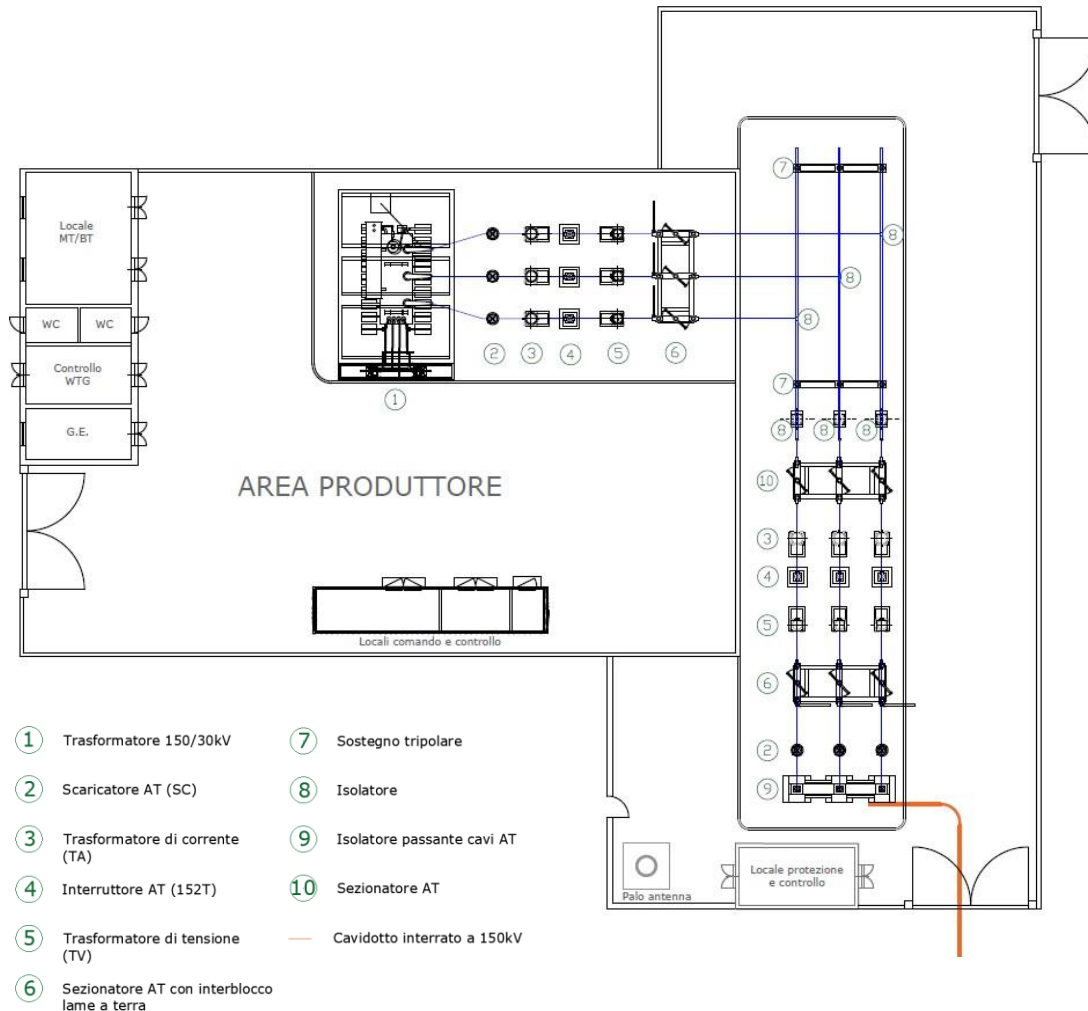 7
8
Locale
MT/BT
8
WC WC
8
2 3 4 5 6
Controllo
WTG
7
1
G.E.
8 8 8
10
AREA PRODUTTORE
3
4
5
Locali comando e controllo
6
2
9
Locale protezione
e controllo
Palo antenna
1 Trasformatore 150/30kV
2 Scaricatore AT (SC)
3 Trasformatore di corrente
(TA)
4 Interruttore AT (152T)
5 Trasformatore di tensione
(TV)
6 Sezionatore AT con interblocco
lame a terra
7 Sostegno tripolare
8 Isolatore
9 Isolatore passante cavi AT
10 Sezionatore AT
Cavidotto interrato a 150kV